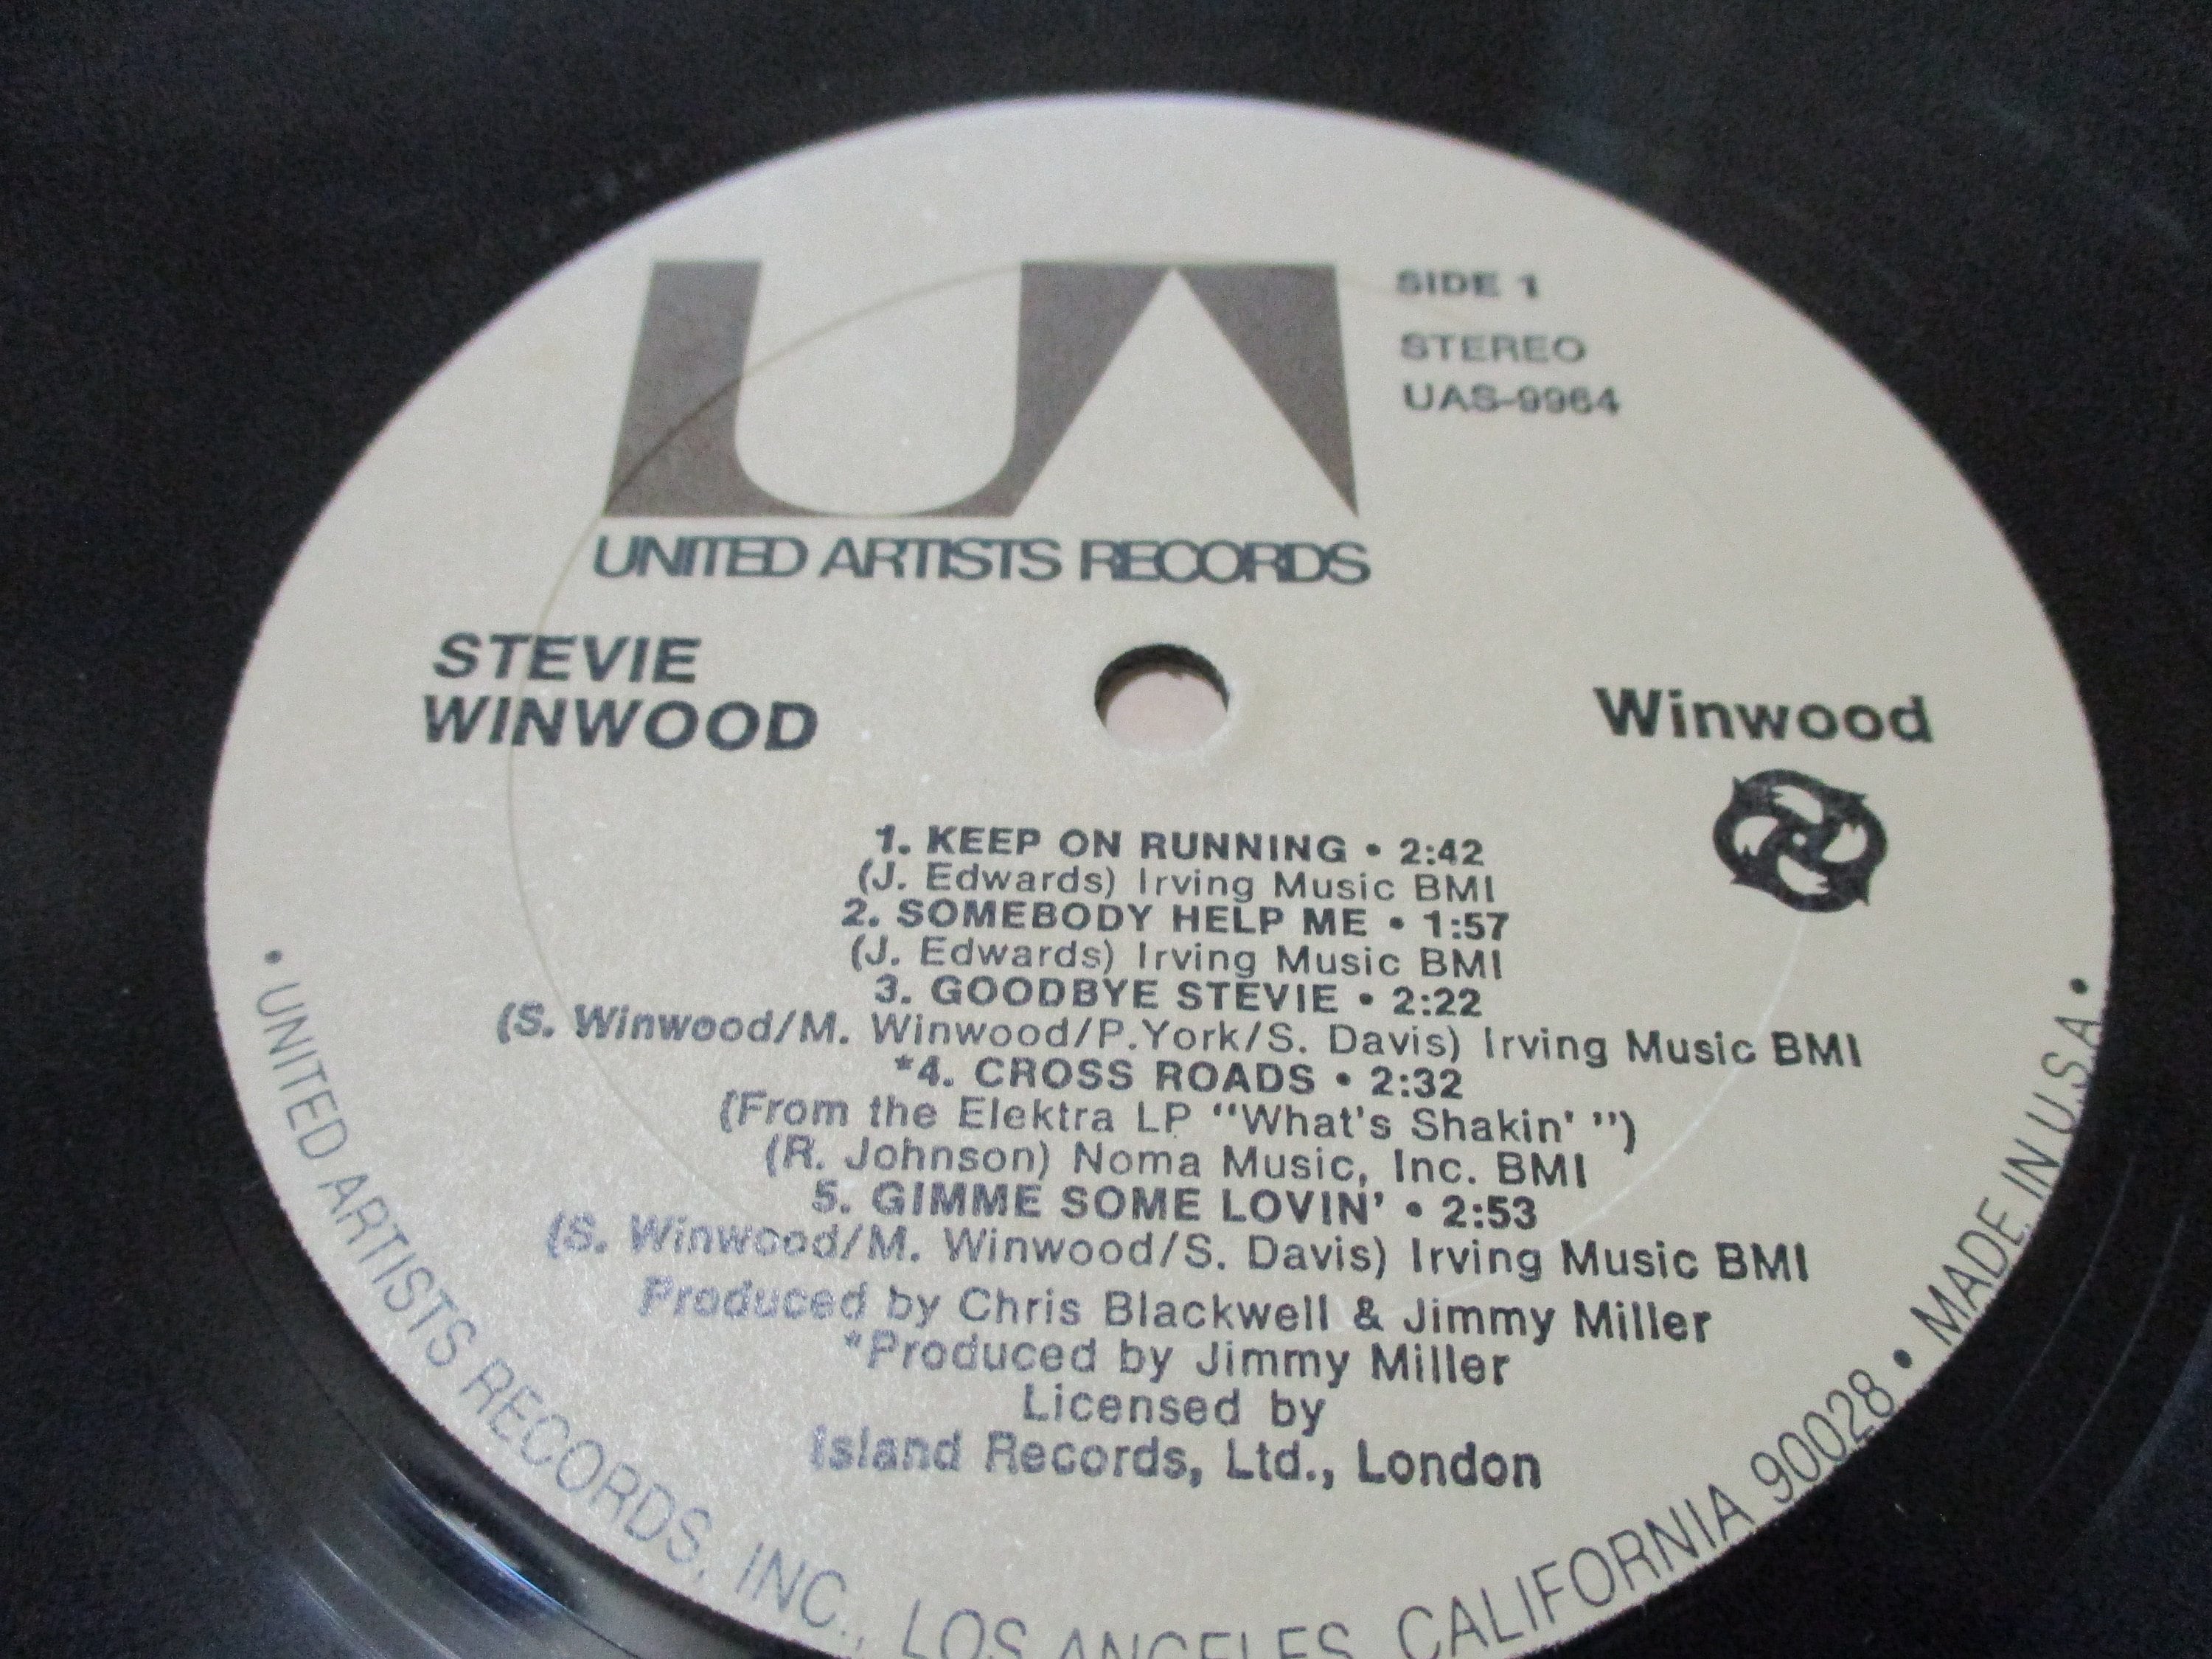 UA
SIDE 1
STEREO
UAS-9964
UNITED ARTISTS RECORDS
STEVIE
WINWOOD
Winwood
1. KEEP ON RUNNING • 2:42
(J. Edwards) Irving Music BMI
2. SOMEBODY HELP ME • 1:57
(J. Edwards) Irving Music BMI
3. GOODBYE STEVIE • 2:22
(S. Winwood/M. Winwood/P.York/S. Davis) Irving Music BMI
*4. CROSS ROADS • 2:32
(From the Elektra LP “What's Shakin' ”)
(R. Johnson) Noma Music, Inc. BMI
5. GIMME SOME LOVIN' • 2:53
(S. Winwood/M. Winwood/S. Davis) Irving Music BMI
Produced by Chris Blackwell & Jimmy Miller
*Produced by Jimmy Miller
Licensed by
Island Records, Ltd., London
• UNITED ARTISTS RECORDS, INC., LOS ANGELES, CALIFORNIA 90028 • MADE IN U.S.A •